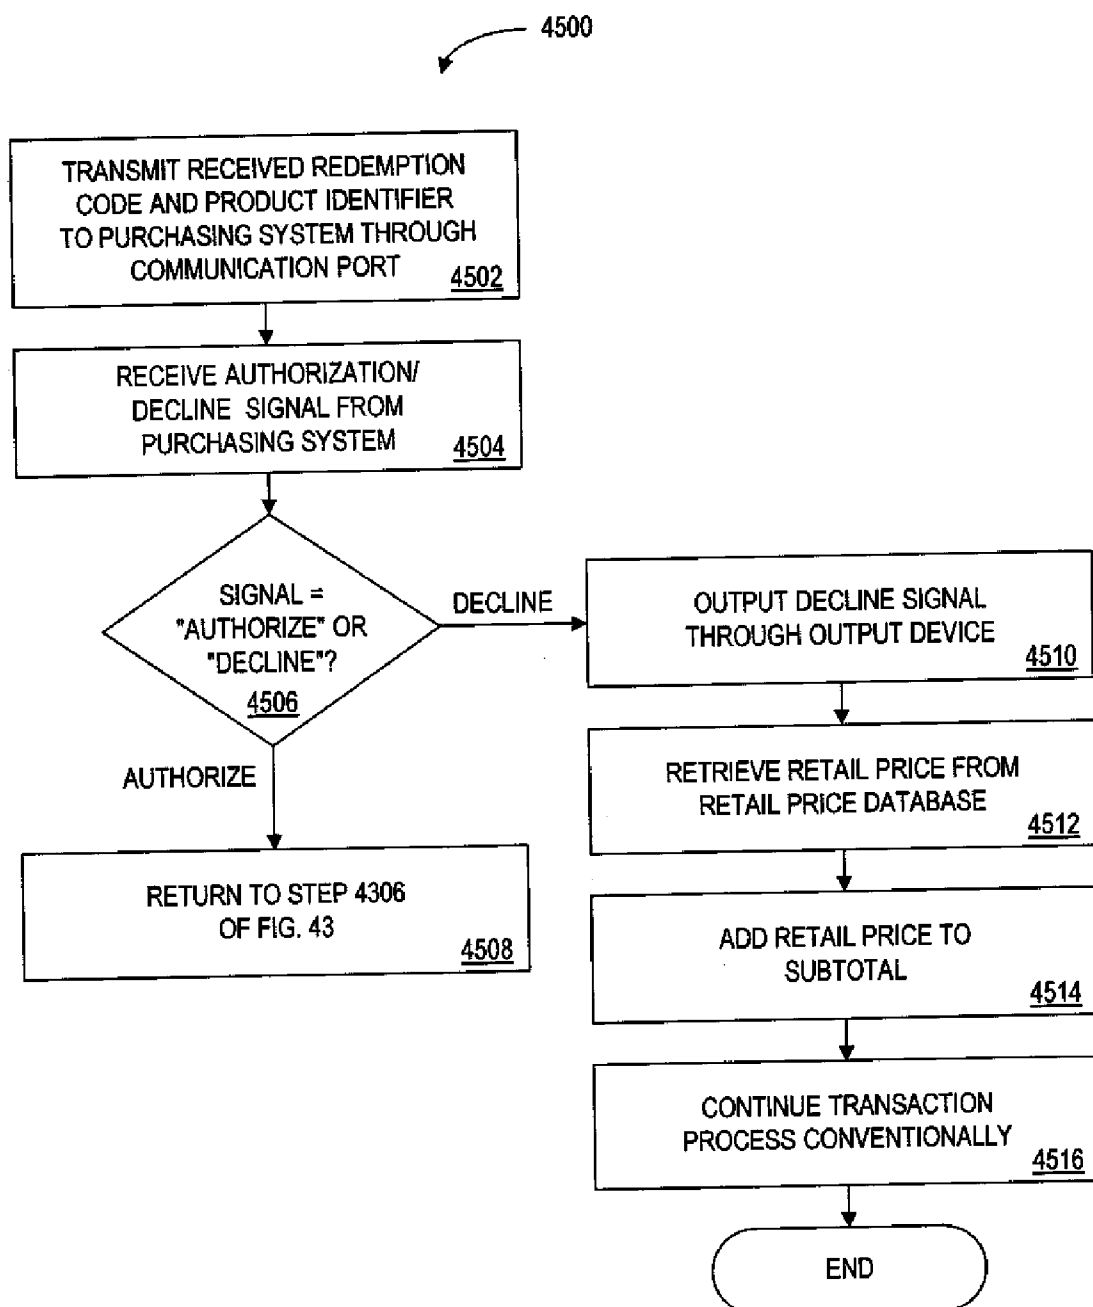 4500
TRANSMIT RECEIVED REDEMPTION
CODE AND PRODUCT IDENTIFIER
TO PURCHASING SYSTEM THROUGH
COMMUNICATION PORT
4502
RECEIVE AUTHORIZATION/
DECLINE SIGNAL FROM
PURCHASING SYSTEM
4504
SIGNAL =
"AUTHORIZE" OR
"DECLINE"?
4506
DECLINE
AUTHORIZE
RETURN TO STEP 4306
OF FIG. 43
4508
OUTPUT DECLINE SIGNAL
THROUGH OUTPUT DEVICE
4510
RETRIEVE RETAIL PRICE FROM
RETAIL PRICE DATABASE
4512
ADD RETAIL PRICE TO
SUBTOTAL
4514
CONTINUE TRANSACTION
PROCESS CONVENTIONALLY
4516
END